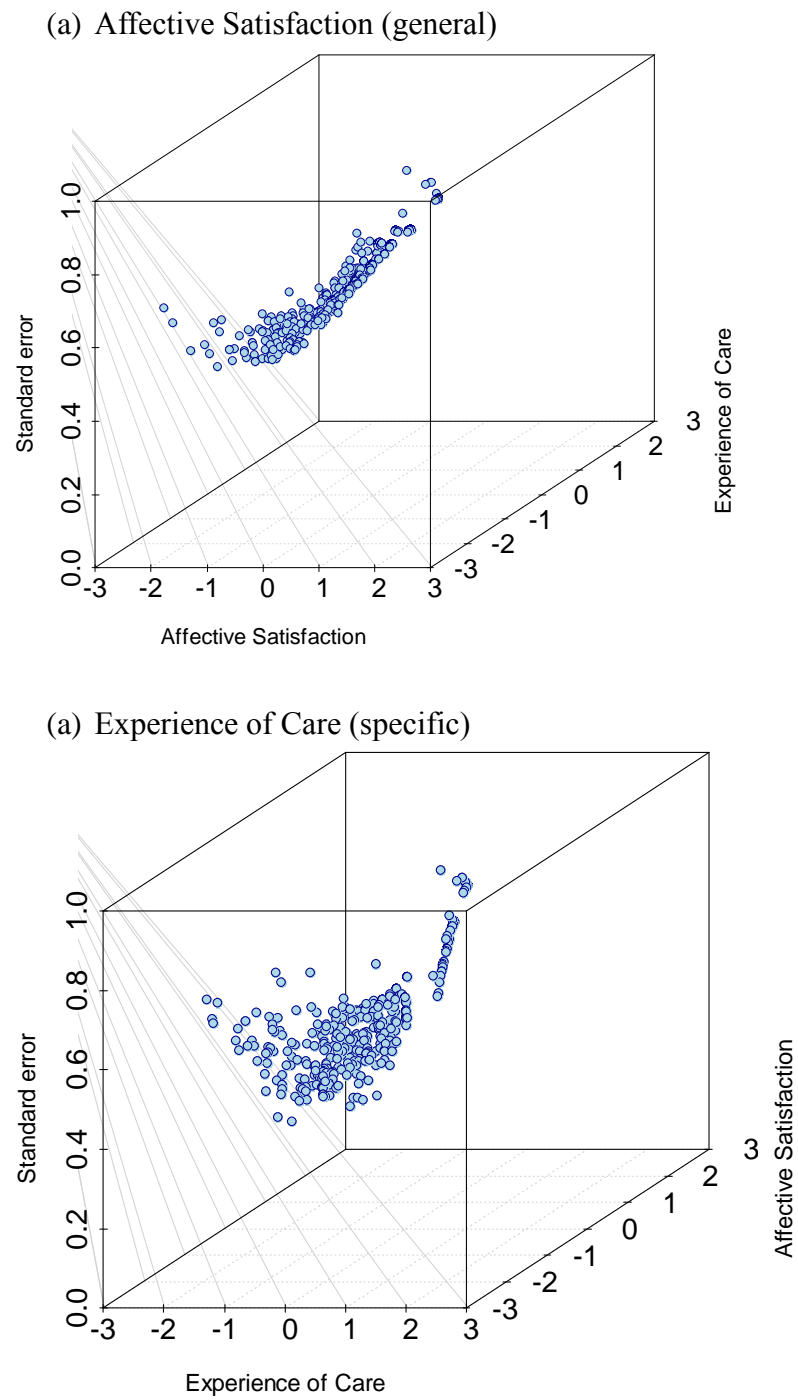 (a) Affective Satisfaction (general)
1.0
0.8
0.6
0.4
0.2
0.0
Standard error
-3 -2 -1 0 1 2 3
Affective Satisfaction
3
2
1
0
-1
-2
-3
Experience of Care
(a) Experience of Care (specific)
1.0
0.8
0.6
0.4
0.2
0.0
Standard error
-3 -2 -1 0 1 2 3
Experience of Care
3
2
1
0
-1
-2
-3
Affective Satisfaction